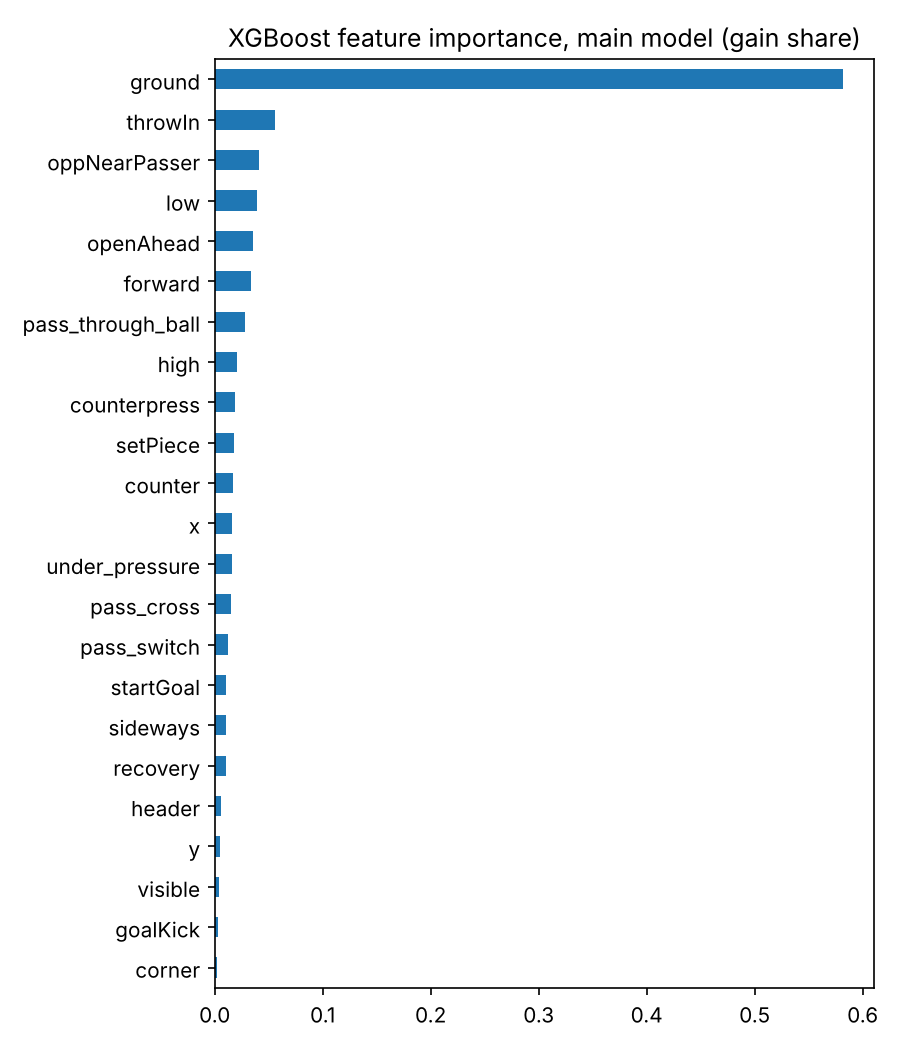 XGBoost feature importance, main model (gain share)
ground
throwIn
oppNearPasser
low
openAhead
forward
pass_through_ball
high
counterpress
setPiece
counter
x
under_pressure
pass_cross
pass_switch
startGoal
sideways
recovery
header
y
visible
goalKick
corner
0.0 0.1 0.2 0.3 0.4 0.5 0.6